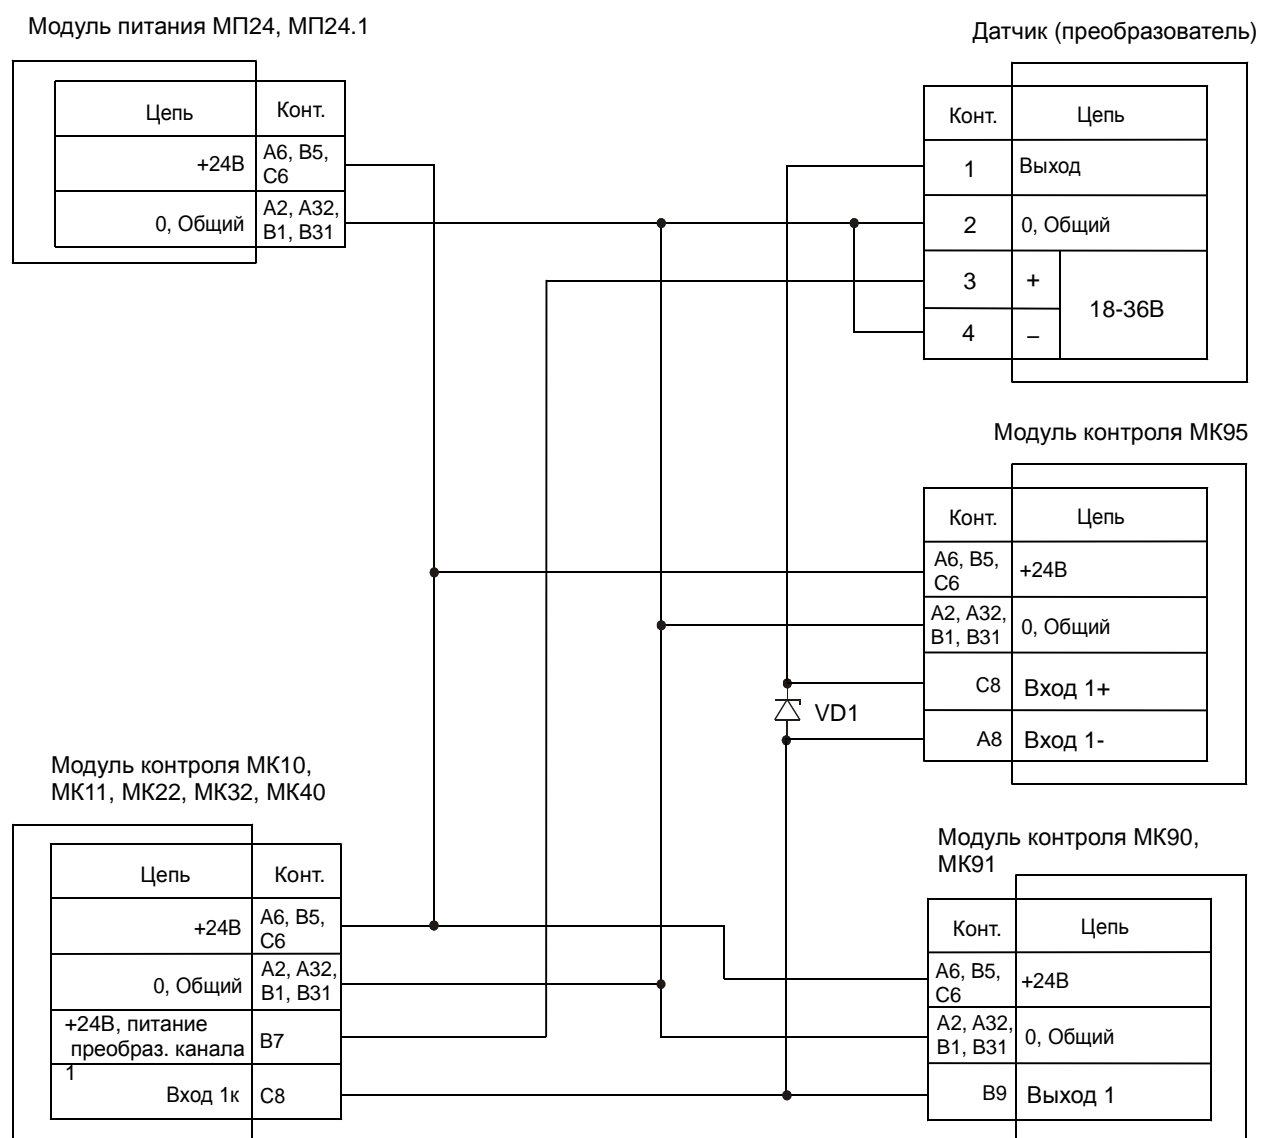 Модуль питания МП24, МП24.1
Цепь
Конт.
+24В
А6, В5,
С6
0, Общий
А2, А32,
В1, В31
Датчик (преобразователь)
Конт.
Цепь
1
Выход
2
0, Общий
3
+
18-36В
4
–
Модуль контроля МК95
Конт.
Цепь
А6, В5,
С6
+24В
А2, А32,
В1, В31
0, Общий
С8
Вход 1+
А8
Вход 1-
VD1
Модуль контроля МК10,
МК11, МК22, МК32, МК40
Цепь
Конт.
+24В
А6, В5,
С6
0, Общий
А2, А32,
В1, В31
+24В, питание
преобраз. канала
1
В7
Вход 1к
С8
Модуль контроля МК90,
МК91
Конт.
Цепь
А6, В5,
С6
+24В
А2, А32,
В1, В31
0, Общий
В9
Выход 1